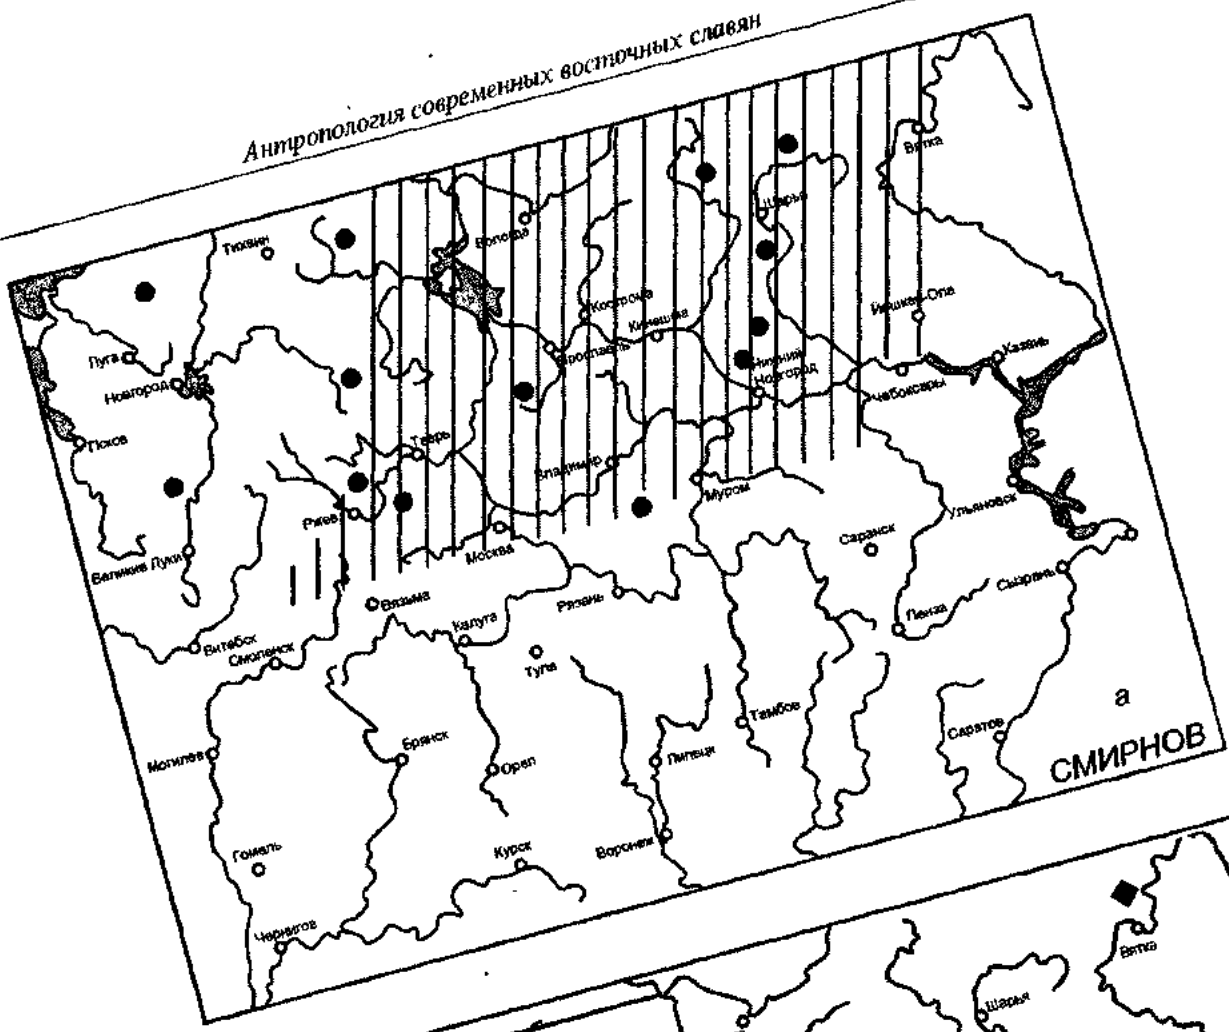 Антропология современных восточных славян
Вятка
Шарья
Тихвин
Вологда
Йошкар-Ола
Кострома
Кинешма
Казань
Луга
Ярославль
Нижний
Новгород
Новгород
Чебоксары
Псков
Тверь
Владимир
Муром
Ульяновск
Ржев
Саранск
Москва
Великие Луки
Сызрань
Вязьма
Рязань
Пенза
Калуга
Витебск
Смоленск
Тула
а
Тамбов
Саратов
СМИРНОВ
Брянск
Могилев
Орел
Липецк
Воронеж
Курск
Гомель
Чернигов
Вятка
Шарья